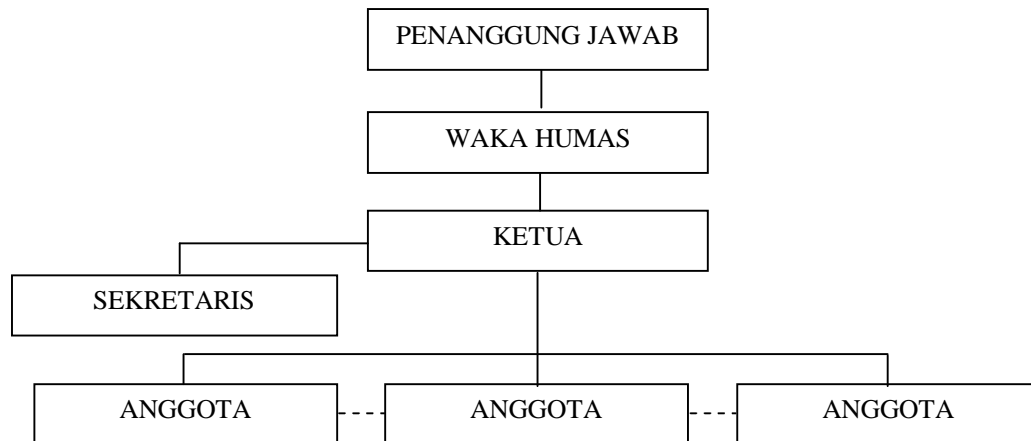 PENANGGUNG JAWAB
WAKA HUMAS
KETUA
SEKRETARIS
ANGGOTA
ANGGOTA
ANGGOTA